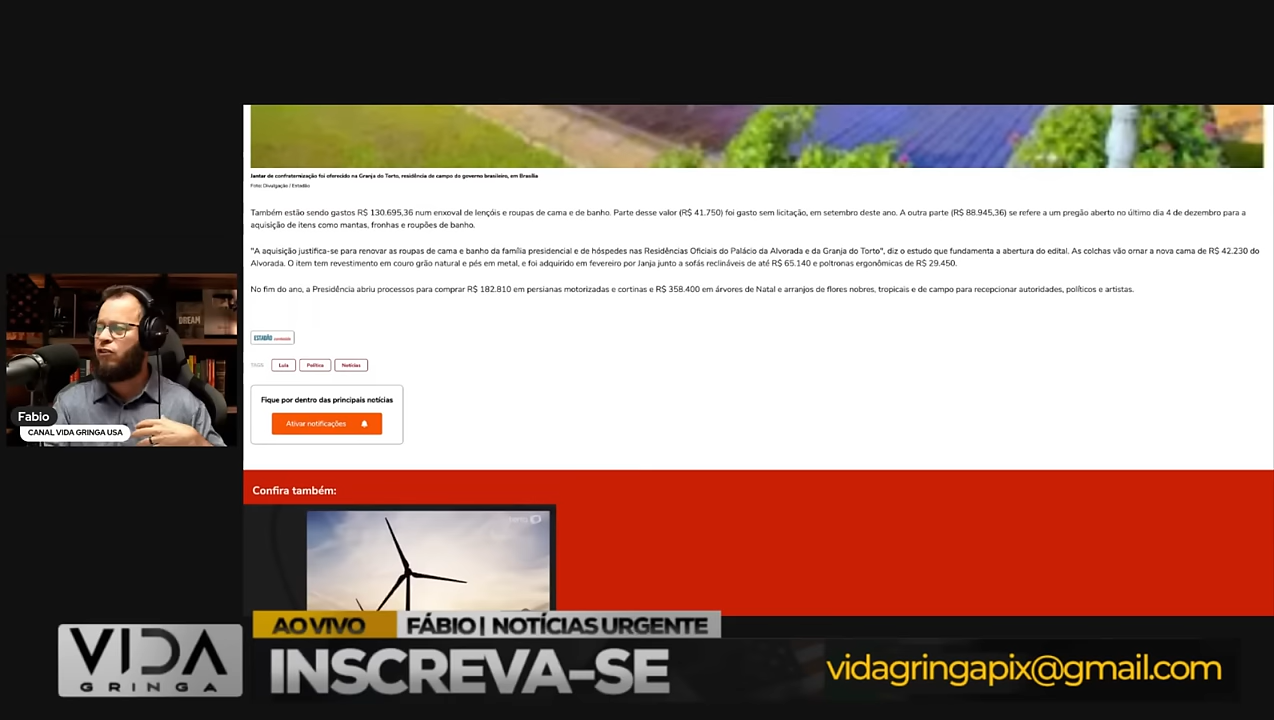 Jantar de confraternização foi oferecido na Granja do Torto, residência de campo do governo brasileiro, em Brasília
Foto: Divulgação / Estadão
Também estão sendo gastos R$ 130.695,36 num enxoval de lençóis e roupas de cama e de banho. Parte desse valor (R$ 41.750) foi gasto sem licitação, em setembro deste ano. A outra parte (R$ 88.945,36) se refere a um pregão aberto no último dia 4 de dezembro para a
aquisição de itens como mantas, fronhas e roupões de banho.
"A aquisição justifica-se para renovar as roupas de cama e banho da família presidencial e de hóspedes nas Residências Oficiais do Palácio da Alvorada e da Granja do Torto", diz o estudo que fundamenta a abertura do edital. As colchas vão ornar a nova cama de R$ 42.230 do
Alvorada. O item tem revestimento em couro grão natural e pés em metal, e foi adquirido em fevereiro por Janja junto a sofás reclináveis de até R$ 65.140 e poltronas ergonômicas de R$ 29.450.
No fim do ano, a Presidência abriu processos para comprar R$ 182.810 em persianas motorizadas e cortinas e R$ 358.400 em árvores de Natal e arranjos de flores nobres, tropicais e de campo para recepcionar autoridades, políticos e artistas.
ESTADÃO
TAGS Lula Política Notícias
Fique por dentro das principais notícias
Ativar notificações
DREAM
Fabio
CANAL VIDA GRINGA USA
Confira também:
terra
AO VIVO FÁBIO | NOTÍCIAS URGENTE
VIDA
GRINGA
INSCREVA-SE
vidagringapix@gmail.com